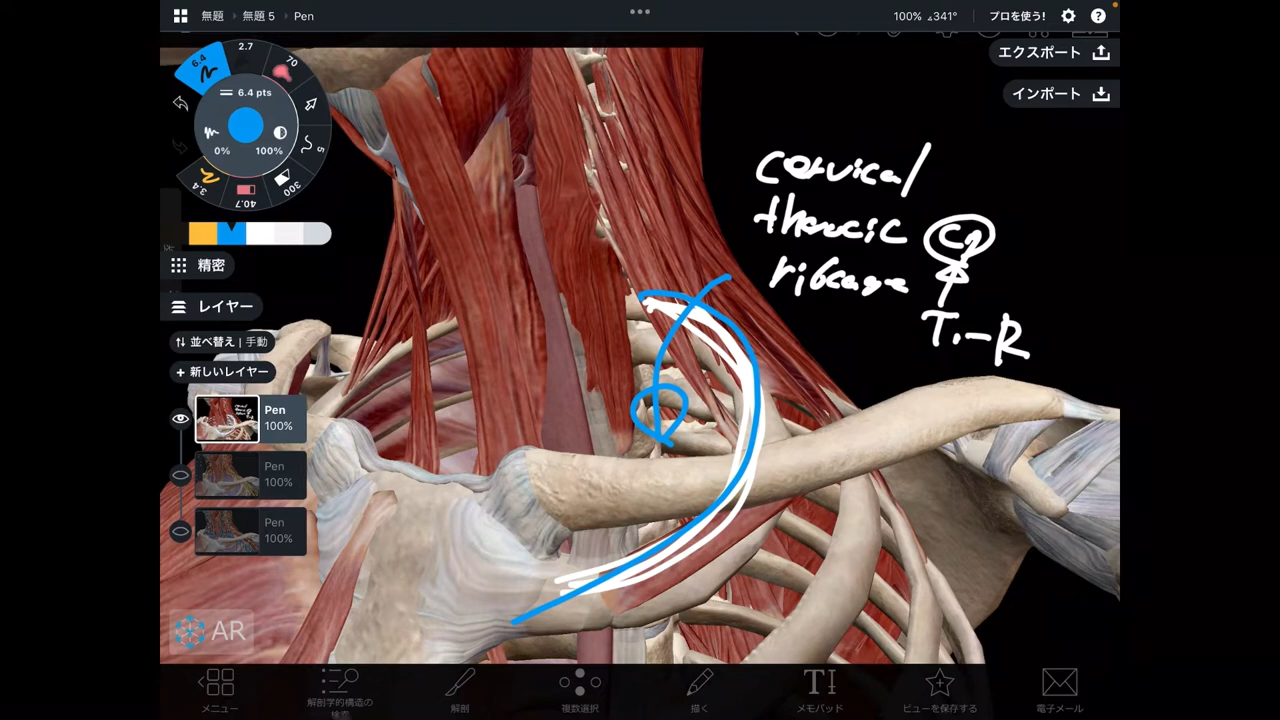 無題 › 無題 5 › Pen
100% ⊿341° プロを使う!
エクスポート
インポート
6.4
2.7
70
5
300
40.7
3.4
6.4 pts
0% 100%
精密
レイヤー
並べ替え | 手動
+ 新しいレイヤー
Pen
100%
Pen
100%
Pen
100%
cervical
thoracic
ribcage
T1-R
AR
メニュー
解剖学的構造の
検索
解剖
複数選択
描く
メモパッド
ビューを保存する
電子メール